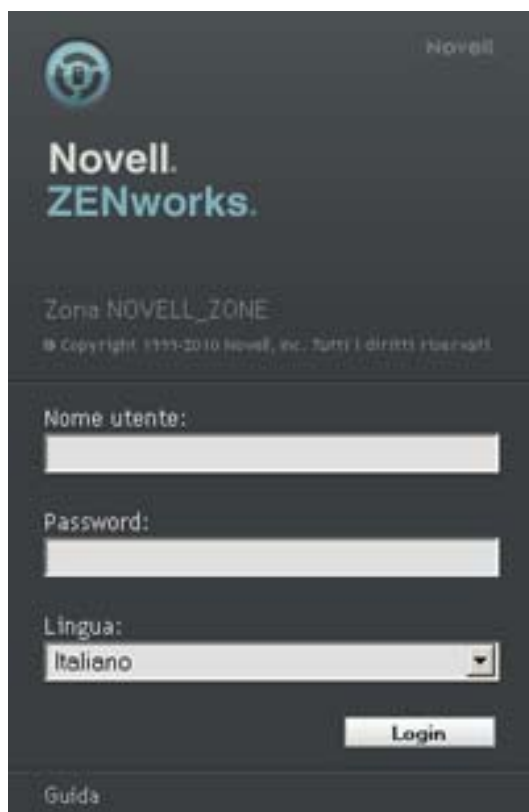 Novell
Novell.
ZENworks.
Zona NOVELL_ZONE
© Copyright 1999-2010 Novell, Inc. Tutti i diritti riservati.
Nome utente:
Password:
Lingua:
Italiano
Login
Guida